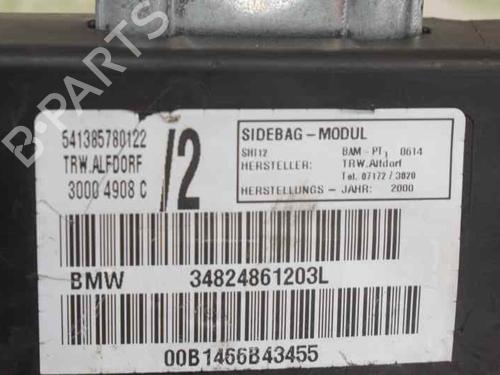 541385780122
TRW.ALFDORF
3000 4908 C
/2
SIDEBAG-MODUL
SHT12 BAM-PT1 0614
HERSTELLER: TRW.Alfdorf
Tel. 07172/3020
HERSTELLUNGS-JAHR: 2000
BMW 34824861203L
00B1466B43455
B-PARTS